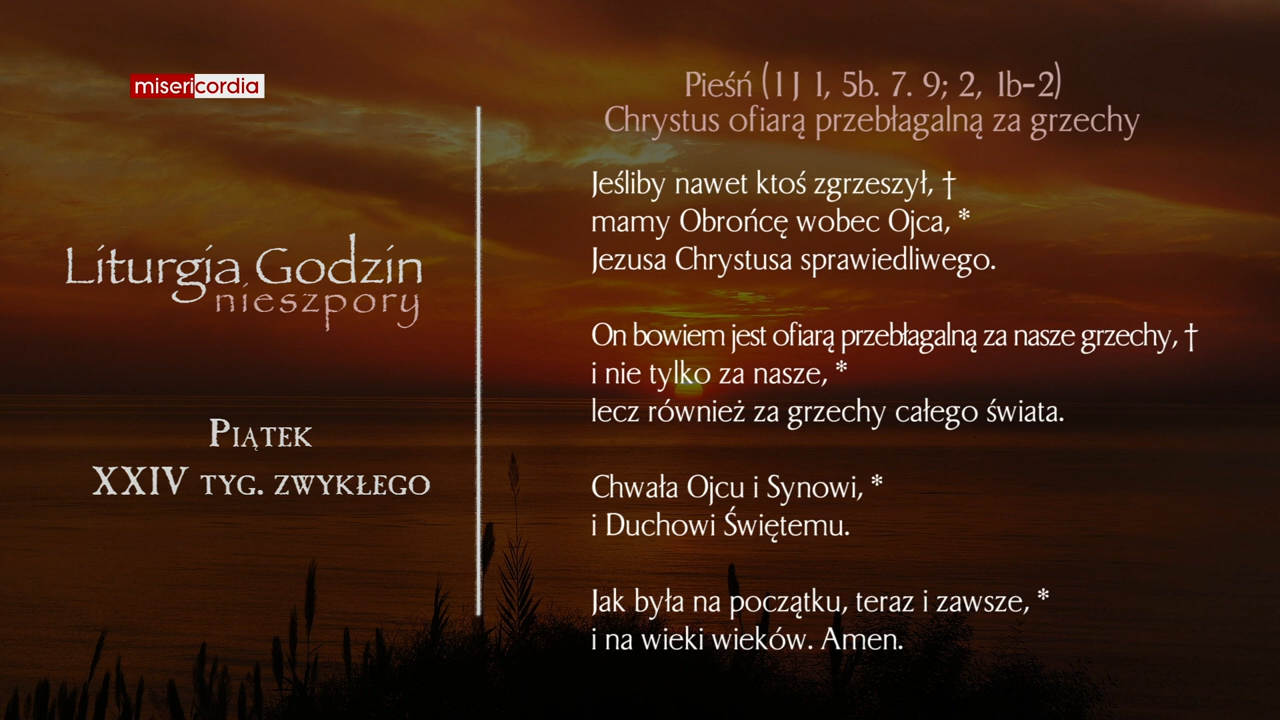 misericordia
Liturgia Godzin
nieszpory
Piątek
XXIV tyg. zwykłego
Pieśń (1 J 1, 5b. 7. 9; 2, 1b-2)
Chrystus ofiarą przebłagalną za grzechy
Jeśliby nawet ktoś zgrzeszył, †
mamy Obrońcę wobec Ojca, *
Jezusa Chrystusa sprawiedliwego.
On bowiem jest ofiarą przebłagalną za nasze grzechy, †
i nie tylko za nasze, *
lecz również za grzechy całego świata.
Chwała Ojcu i Synowi, *
i Duchowi Świętemu.
Jak była na początku, teraz i zawsze, *
i na wieki wieków. Amen.